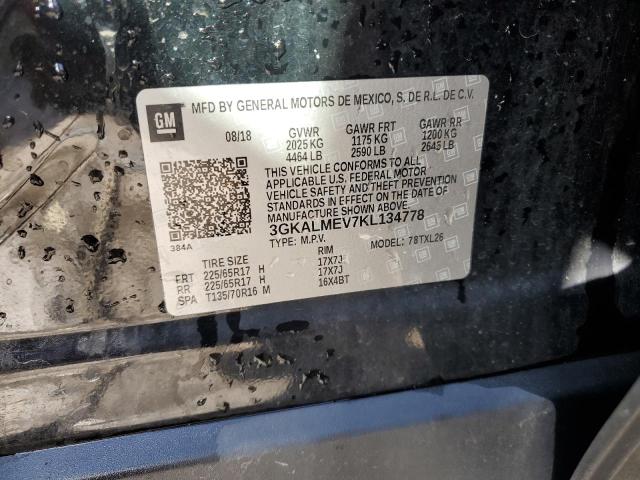 MFD BY GENERAL MOTORS DE MEXICO, S. DE R.L. DE C.V.
GM
08/18 GVWR GAWR FRT GAWR RR
2025 KG 1175 KG 1200 KG
4464 LB 2590 LB 2645 LB
THIS VEHICLE CONFORMS TO ALL
APPLICABLE U.S. FEDERAL MOTOR
VEHICLE SAFETY AND THEFT PREVENTION
STANDARDS IN EFFECT ON THE DATE OF
MANUFACTURE SHOWN ABOVE.
3GKALMEV7KL134778
384A TYPE: M.P.V. MODEL: 78TXL26
TIRE SIZE RIM
FRT 225/65R17 H 17X7J
RR 225/65R17 H 17X7J
SPA T135/70R16 M 16X4BT